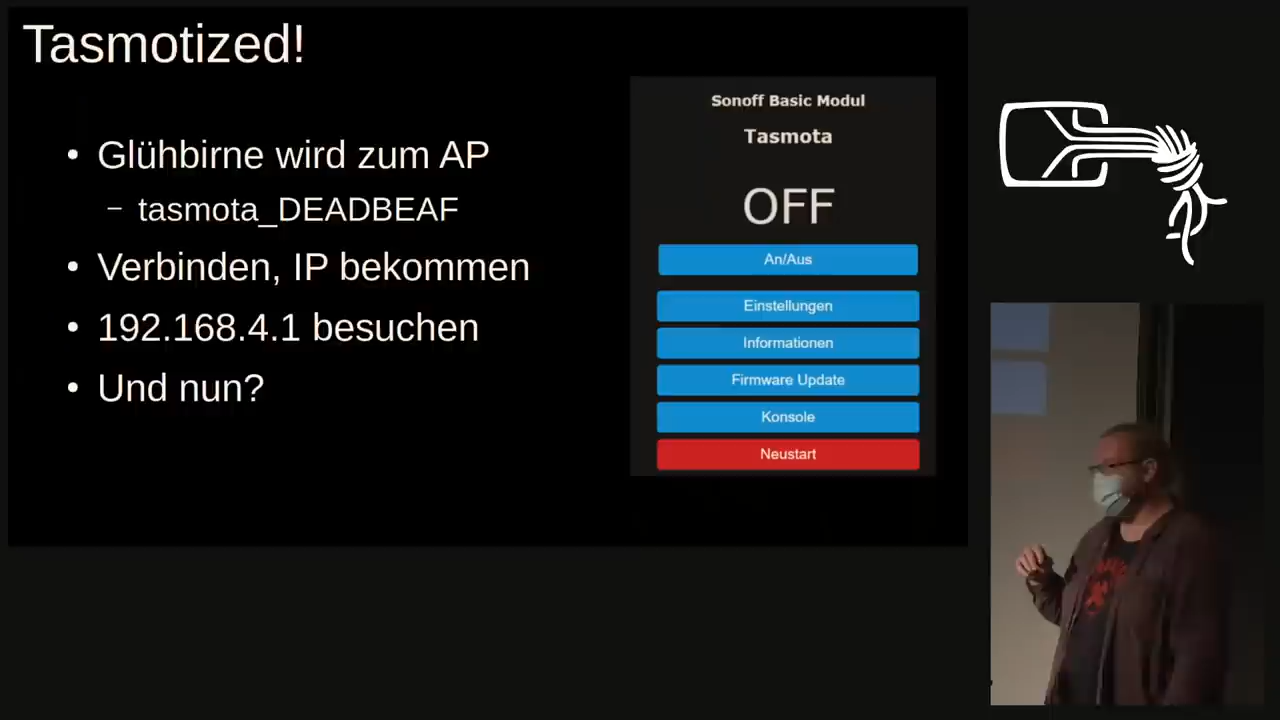 Tasmotized!
Glühbirne wird zum AP
tasmota_DEADBEAF
Verbinden, IP bekommen
192.168.4.1 besuchen
Und nun?
Sonoff Basic Modul
Tasmota
OFF
An/Aus
Einstellungen
Informationen
Firmware Update
Konsole
Neustart